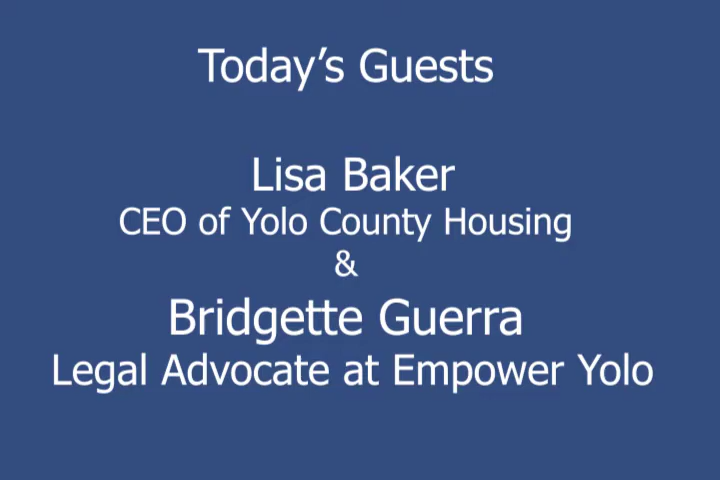 Today’s Guests
Lisa Baker
CEO of Yolo County Housing
&
Bridgette Guerra
Legal Advocate at Empower Yolo